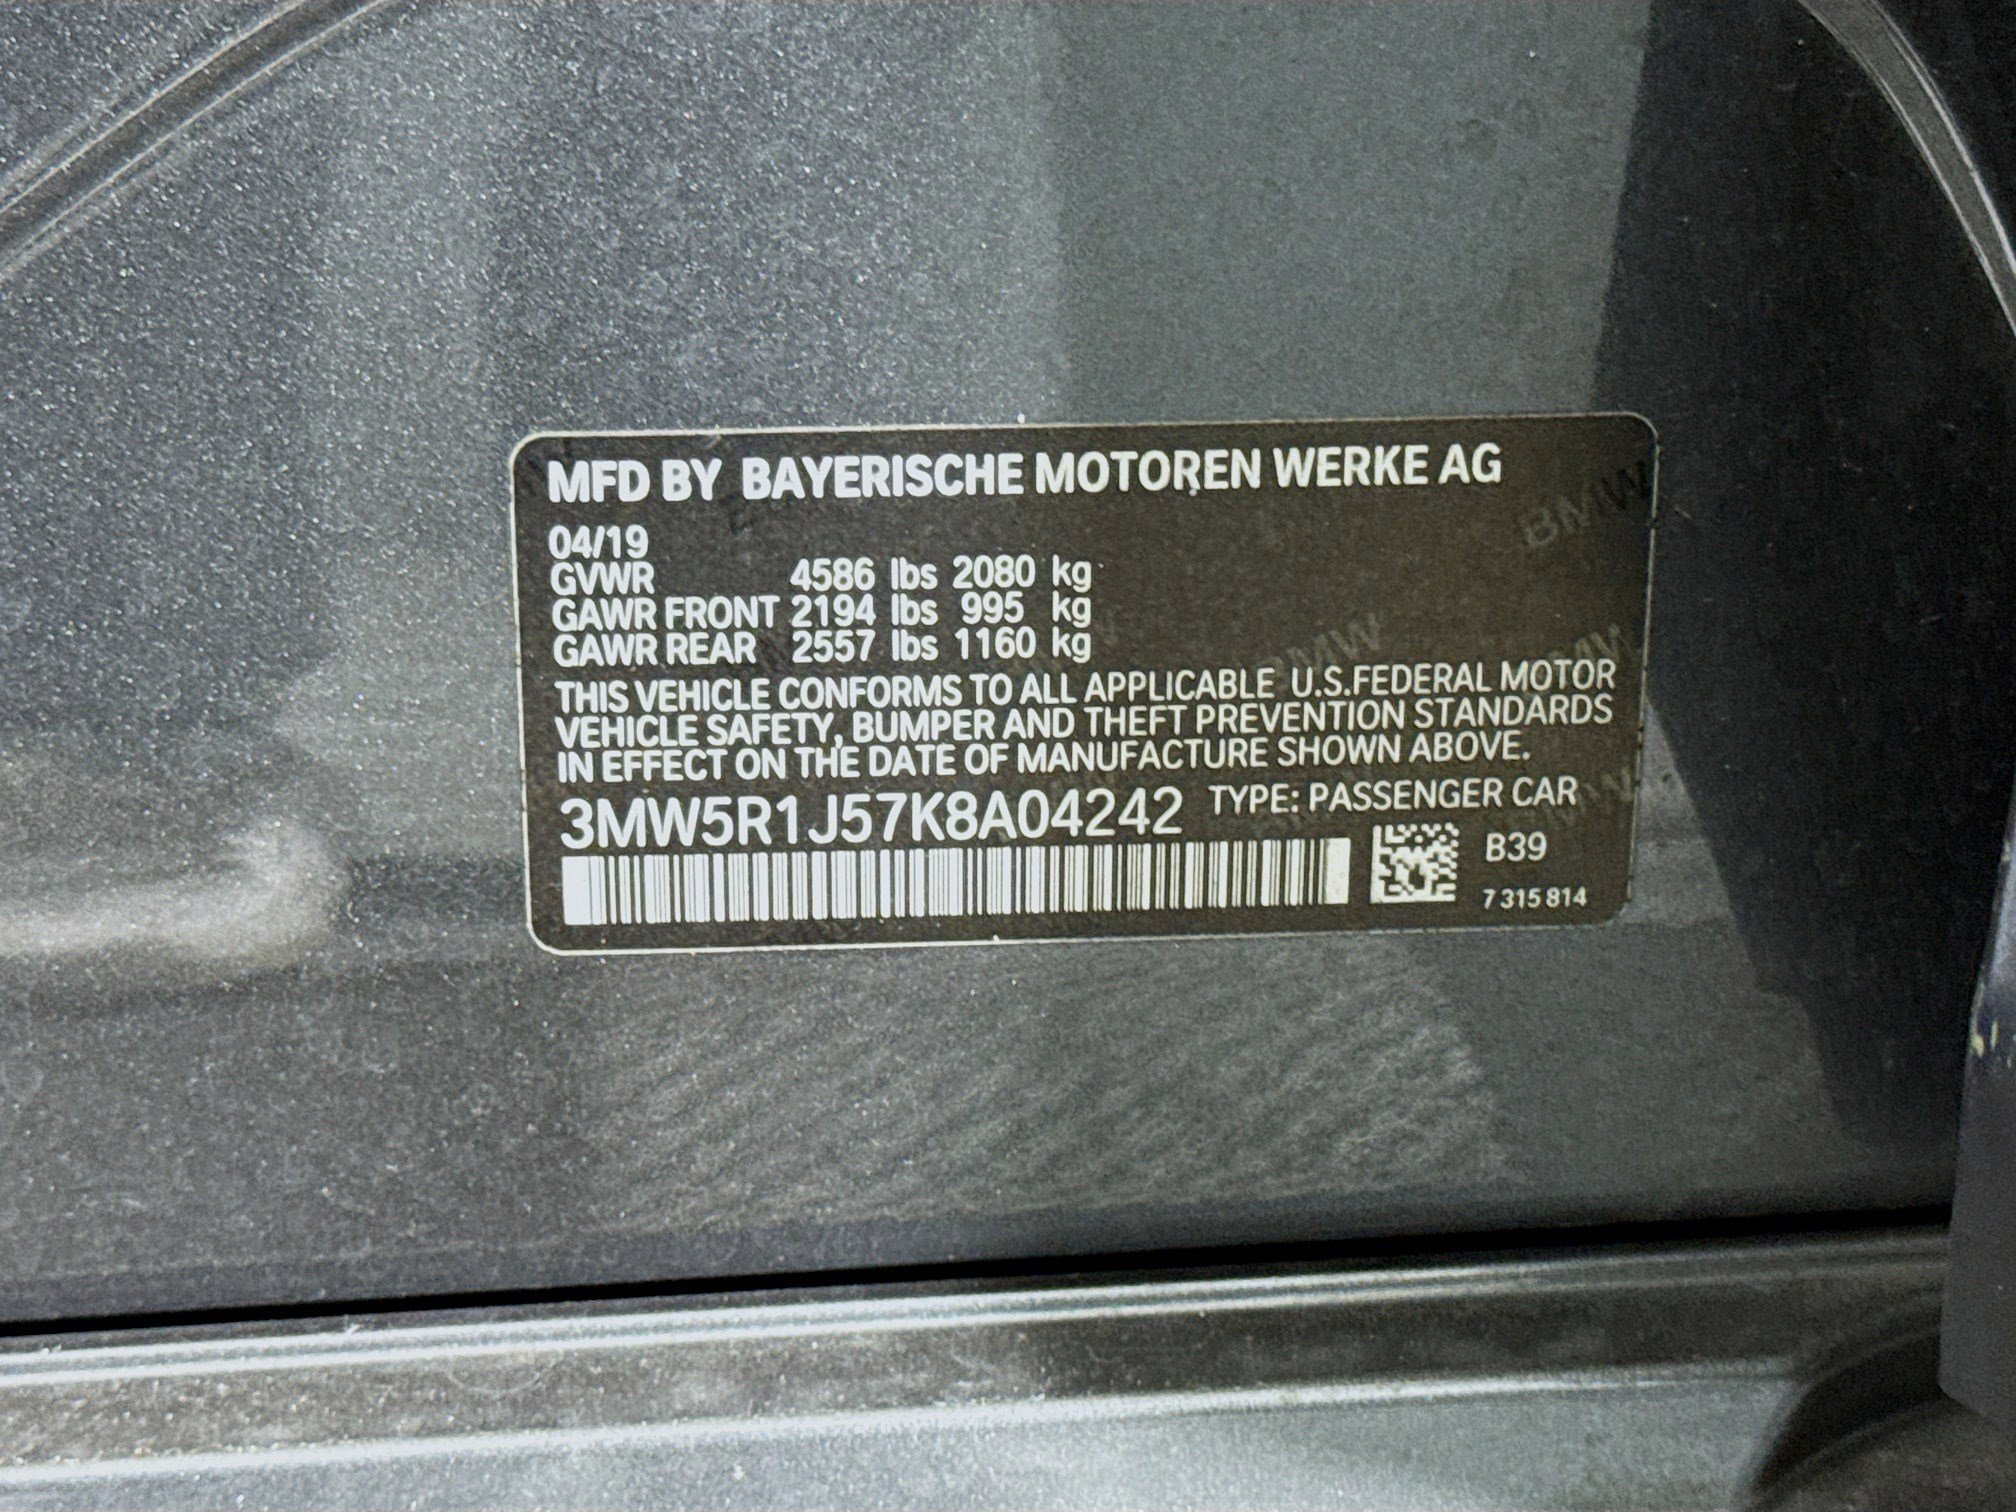 MFD BY BAYERISCHE MOTOREN WERKE AG
04/19
GVWR 4586 lbs 2080 kg
GAWR FRONT 2194 lbs 995 kg
GAWR REAR 2557 lbs 1160 kg
THIS VEHICLE CONFORMS TO ALL APPLICABLE U.S.FEDERAL MOTOR
VEHICLE SAFETY, BUMPER AND THEFT PREVENTION STANDARDS
IN EFFECT ON THE DATE OF MANUFACTURE SHOWN ABOVE.
3MW5R1J57K8A04242 TYPE: PASSENGER CAR
B39
7 315 814